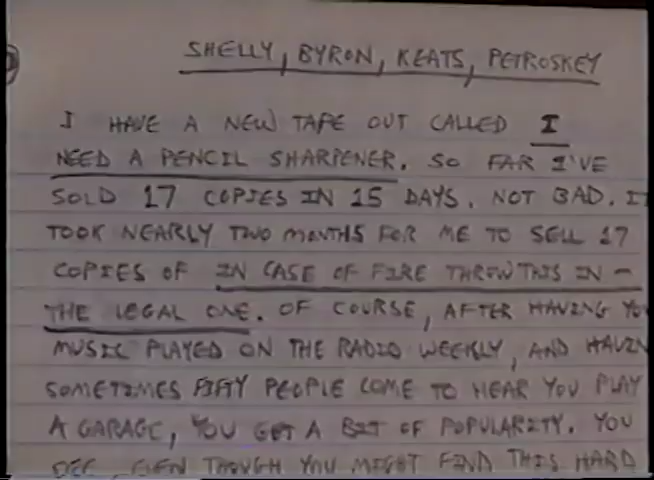 SHELLY, BYRON, KEATS, PETROSKEY
I HAVE A NEW TAPE OUT CALLED I
NEED A PENCIL SHARPENER. SO FAR I'VE
SOLD 17 COPIES IN 15 DAYS. NOT BAD. IT
TOOK NEARLY TWO MONTHS FOR ME TO SELL 17
COPIES OF IN CASE OF FIRE THROW THIS IN -
THE LEGAL ONE. OF COURSE, AFTER HAVING YO
MUSIC PLAYED ON THE RADIO WEEKLY, AND HAVIN
SOMETIMES FIFTY PEOPLE COME TO HEAR YOU PLAY
A GARAGE, YOU GET A BIT OF POPULARITY. YOU
SEE, EVEN THOUGH YOU MIGHT FIND THIS HARD